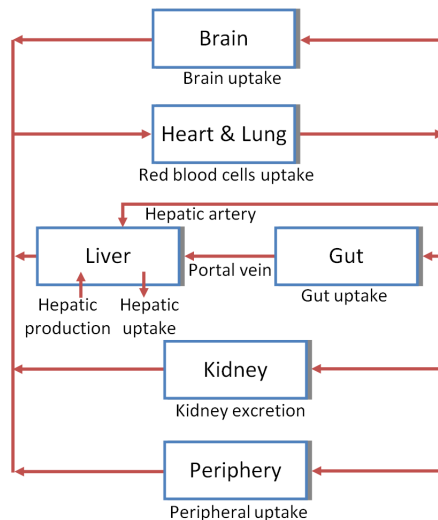 Brain
Brain uptake
Heart & Lung
Red blood cells uptake
Hepatic artery
Liver
Portal vein
Gut
Gut uptake
Hepatic
production
Hepatic
uptake
Kidney
Kidney excretion
Periphery
Peripheral uptake